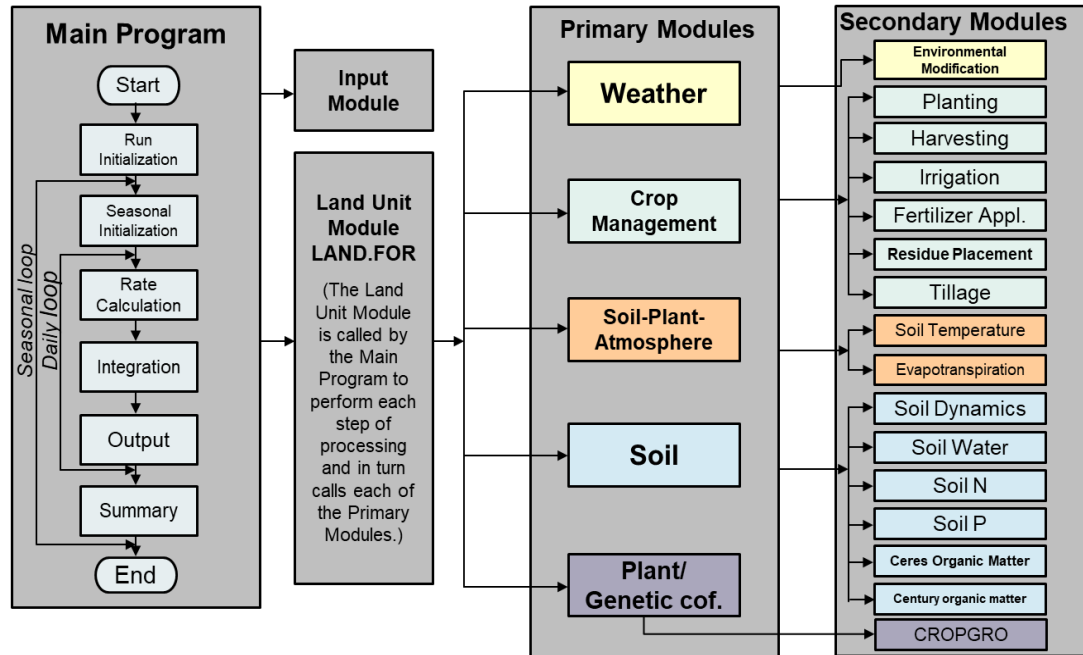 Main Program
Start
Run
Initialization
Seasonal
Initialization
Rate
Calculation
Integration
Output
Summary
End
Seasonal loop
Daily loop
Input
Module
Land Unit
Module
LAND.FOR
(The Land
Unit Module
is called by
the Main
Program to
perform each
step of
processing
and in turn
calls each of
the Primary
Modules.)
Primary Modules
Weather
Crop
Management
Soil-Plant-
Atmosphere
Soil
Plant/
Genetic cof.
Secondary Modules
Environmental
Modification
Planting
Harvesting
Irrigation
Fertilizer Appl.
Residue Placement
Tillage
Soil Temperature
Evapotranspiration
Soil Dynamics
Soil Water
Soil N
Soil P
Ceres Organic Matter
Century organic matter
CROPGRO